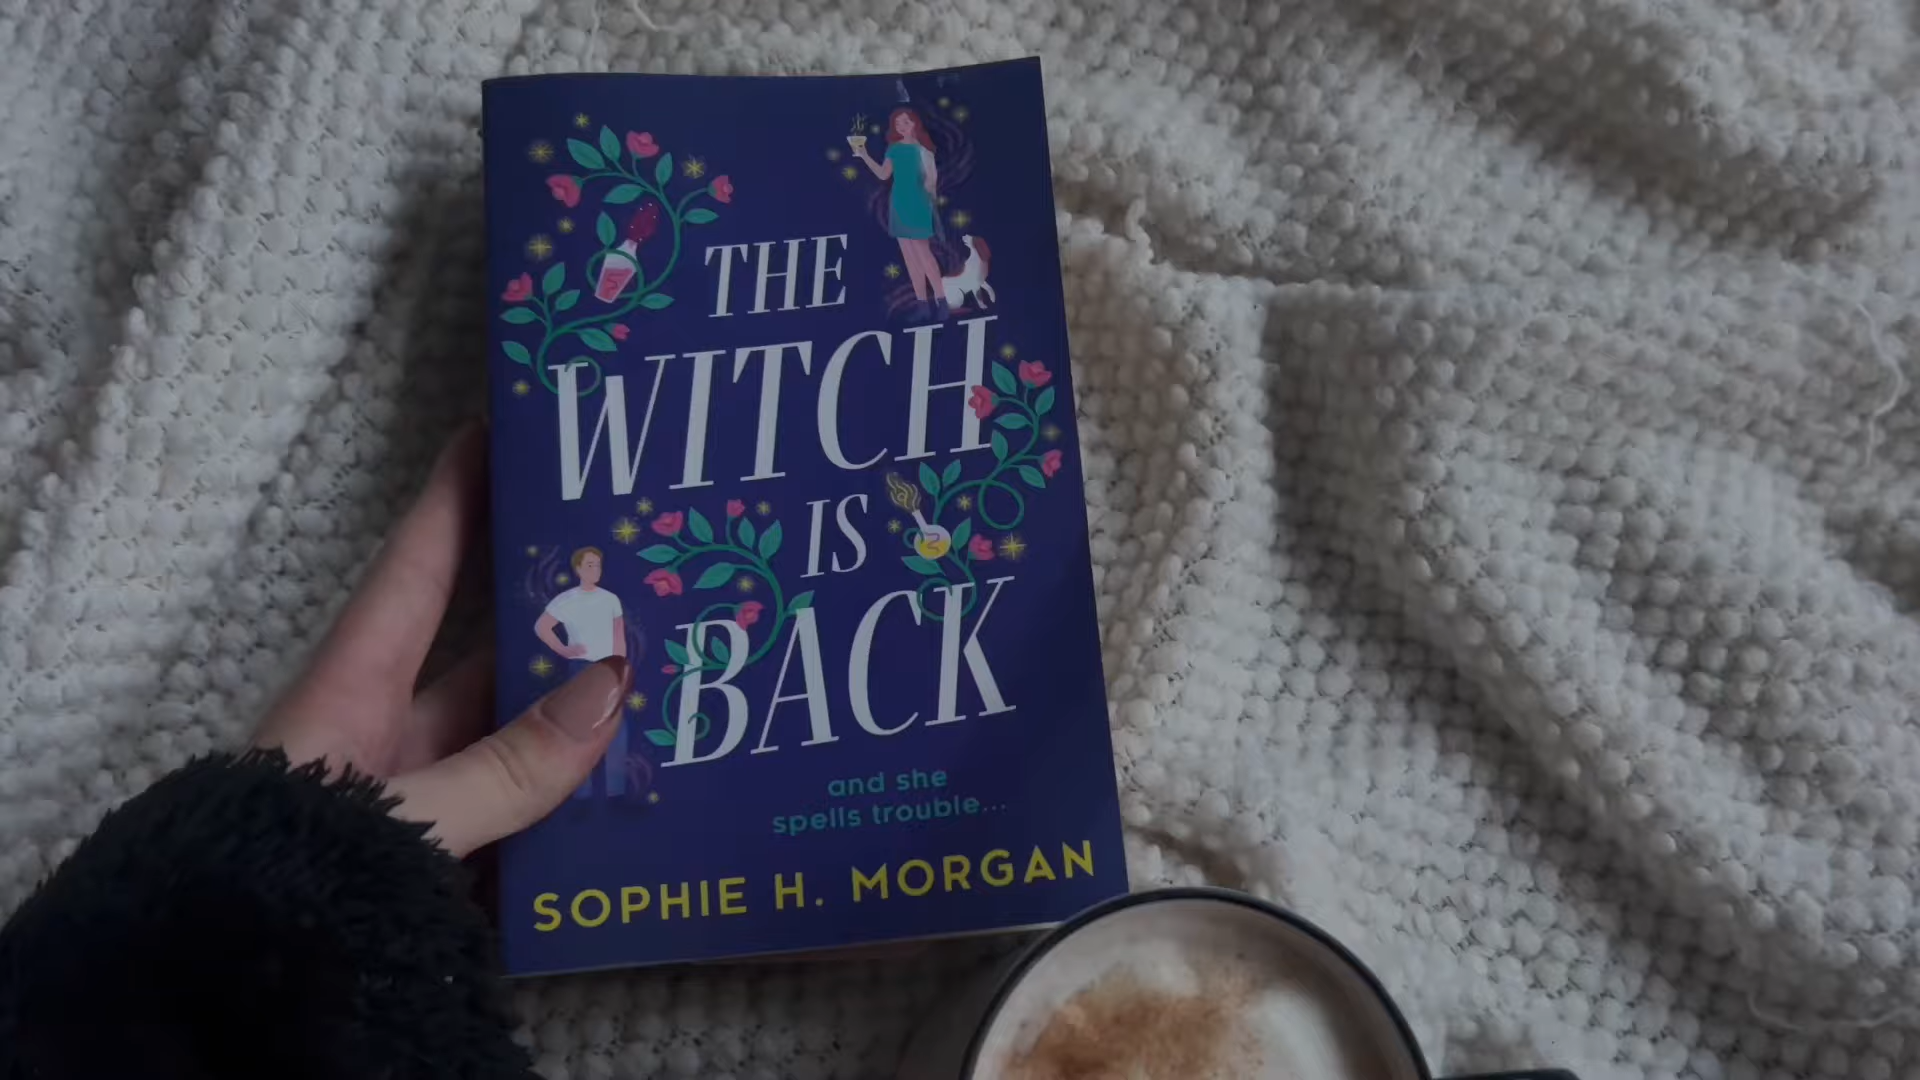 THE
WITCH
IS
BACK
and she
spells trouble...
SOPHIE H. MORGAN